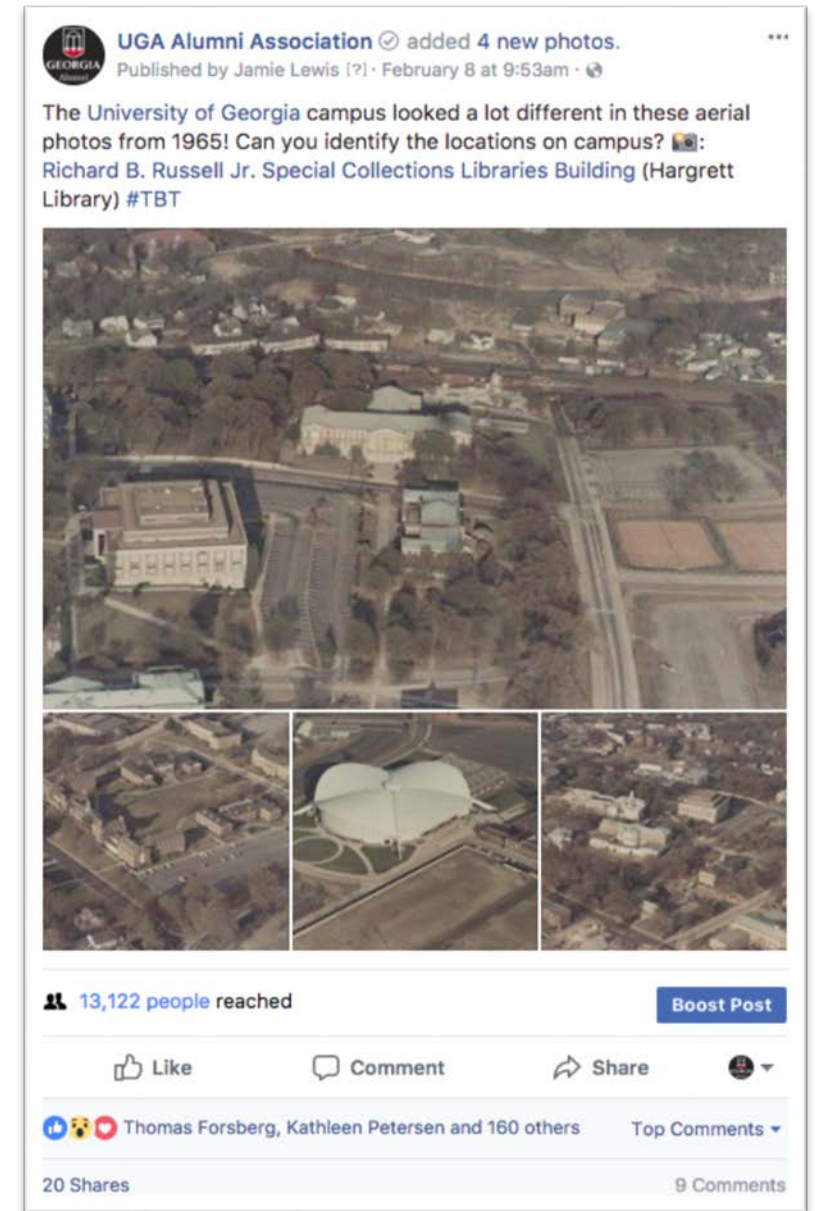 GEORGIA
Alumni
UGA Alumni Association added 4 new photos.
Published by Jamie Lewis [?] · February 8 at 9:53am ·
The University of Georgia campus looked a lot different in these aerial
photos from 1965! Can you identify the locations on campus? 📸:
Richard B. Russell Jr. Special Collections Libraries Building (Hargrett
Library) #TBT
13,122 people reached
Boost Post
Like
Comment
Share
Thomas Forsberg, Kathleen Petersen and 160 others
Top Comments
20 Shares
9 Comments